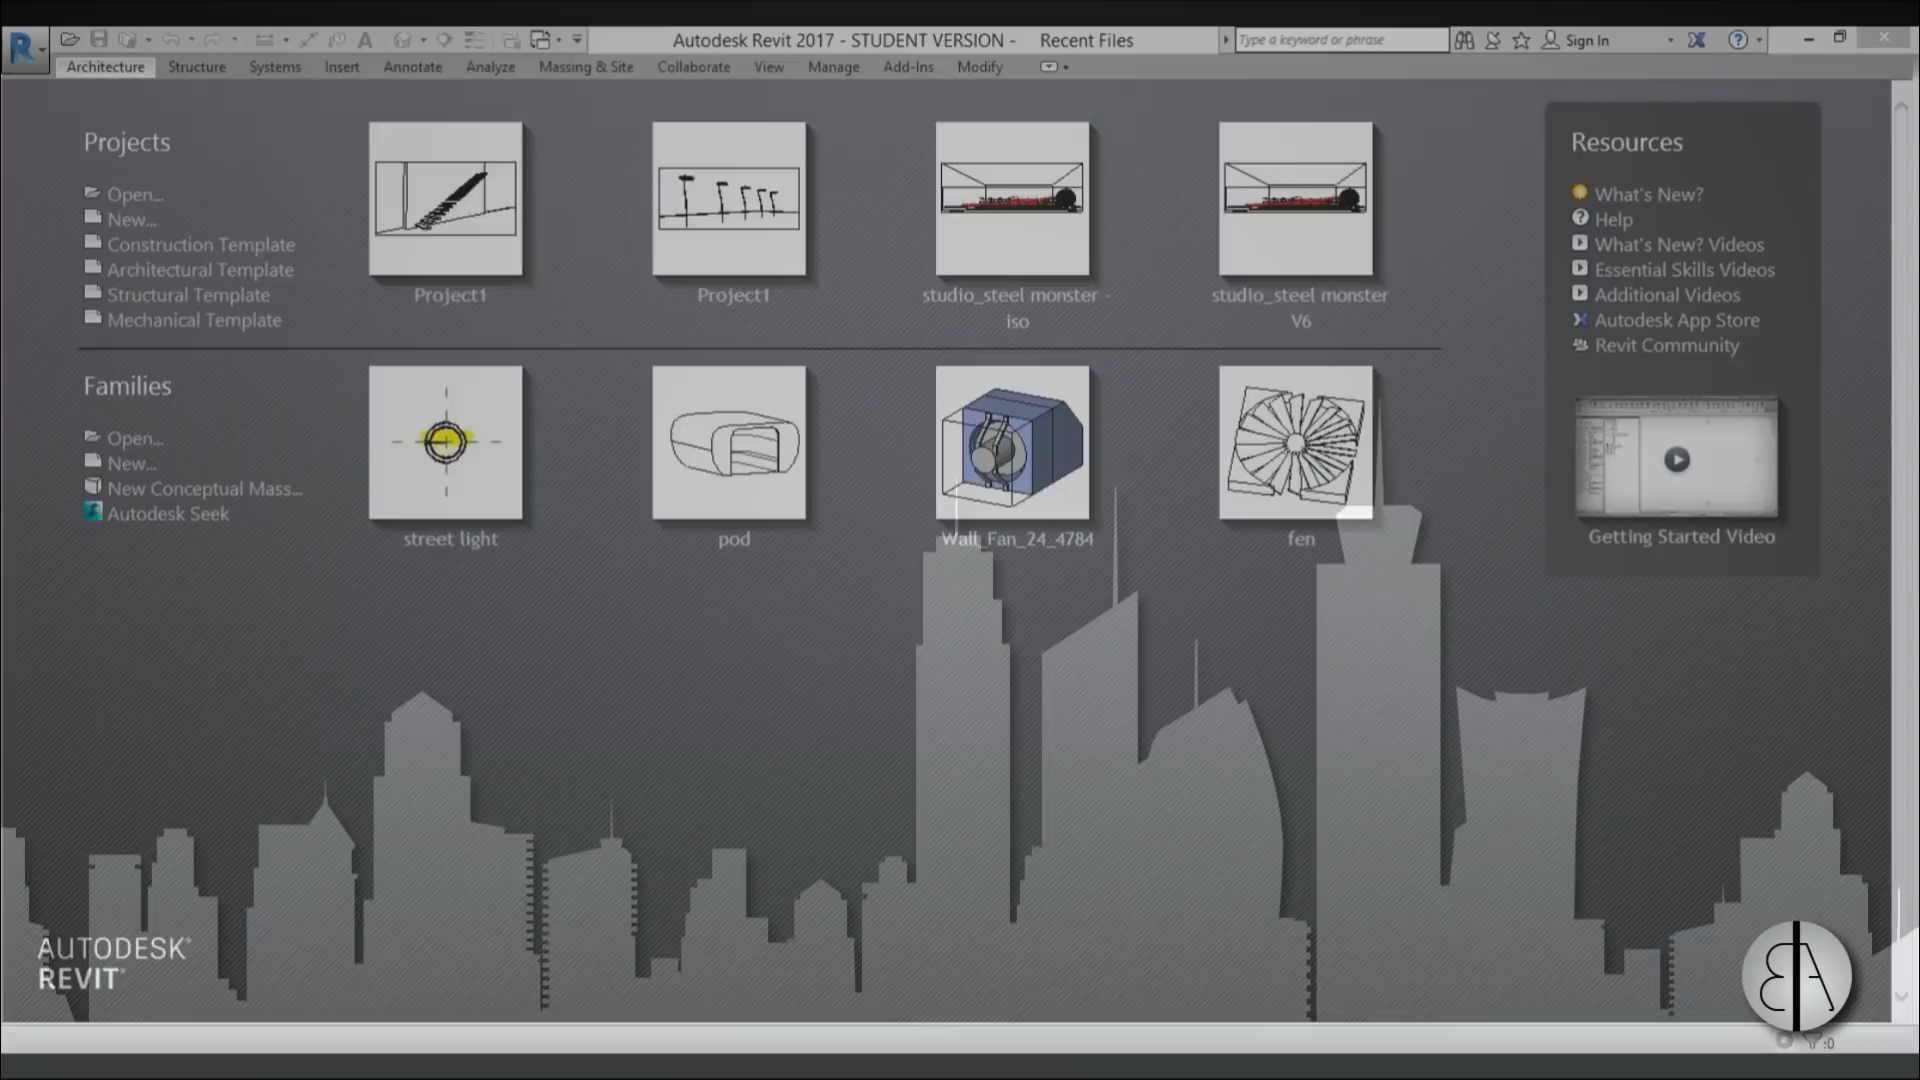 Autodesk Revit 2017 - STUDENT VERSION - Recent Files
Type a keyword or phrase
Sign In
Architecture Structure Systems Insert Annotate Analyze Massing & Site Collaborate View Manage Add-Ins Modify
Projects
Open...
New...
Construction Template
Architectural Template
Structural Template
Mechanical Template
Project1
Project1
studio_steel monster -
iso
studio_steel monster
V6
Families
Open...
New...
New Conceptual Mass...
Autodesk Seek
street light
pod
Wall_Fan_24_4784
fen
Resources
What's New?
Help
What's New? Videos
Essential Skills Videos
Additional Videos
Autodesk App Store
Revit Community
Getting Started Video
AUTODESK®
REVIT®
BA
:0